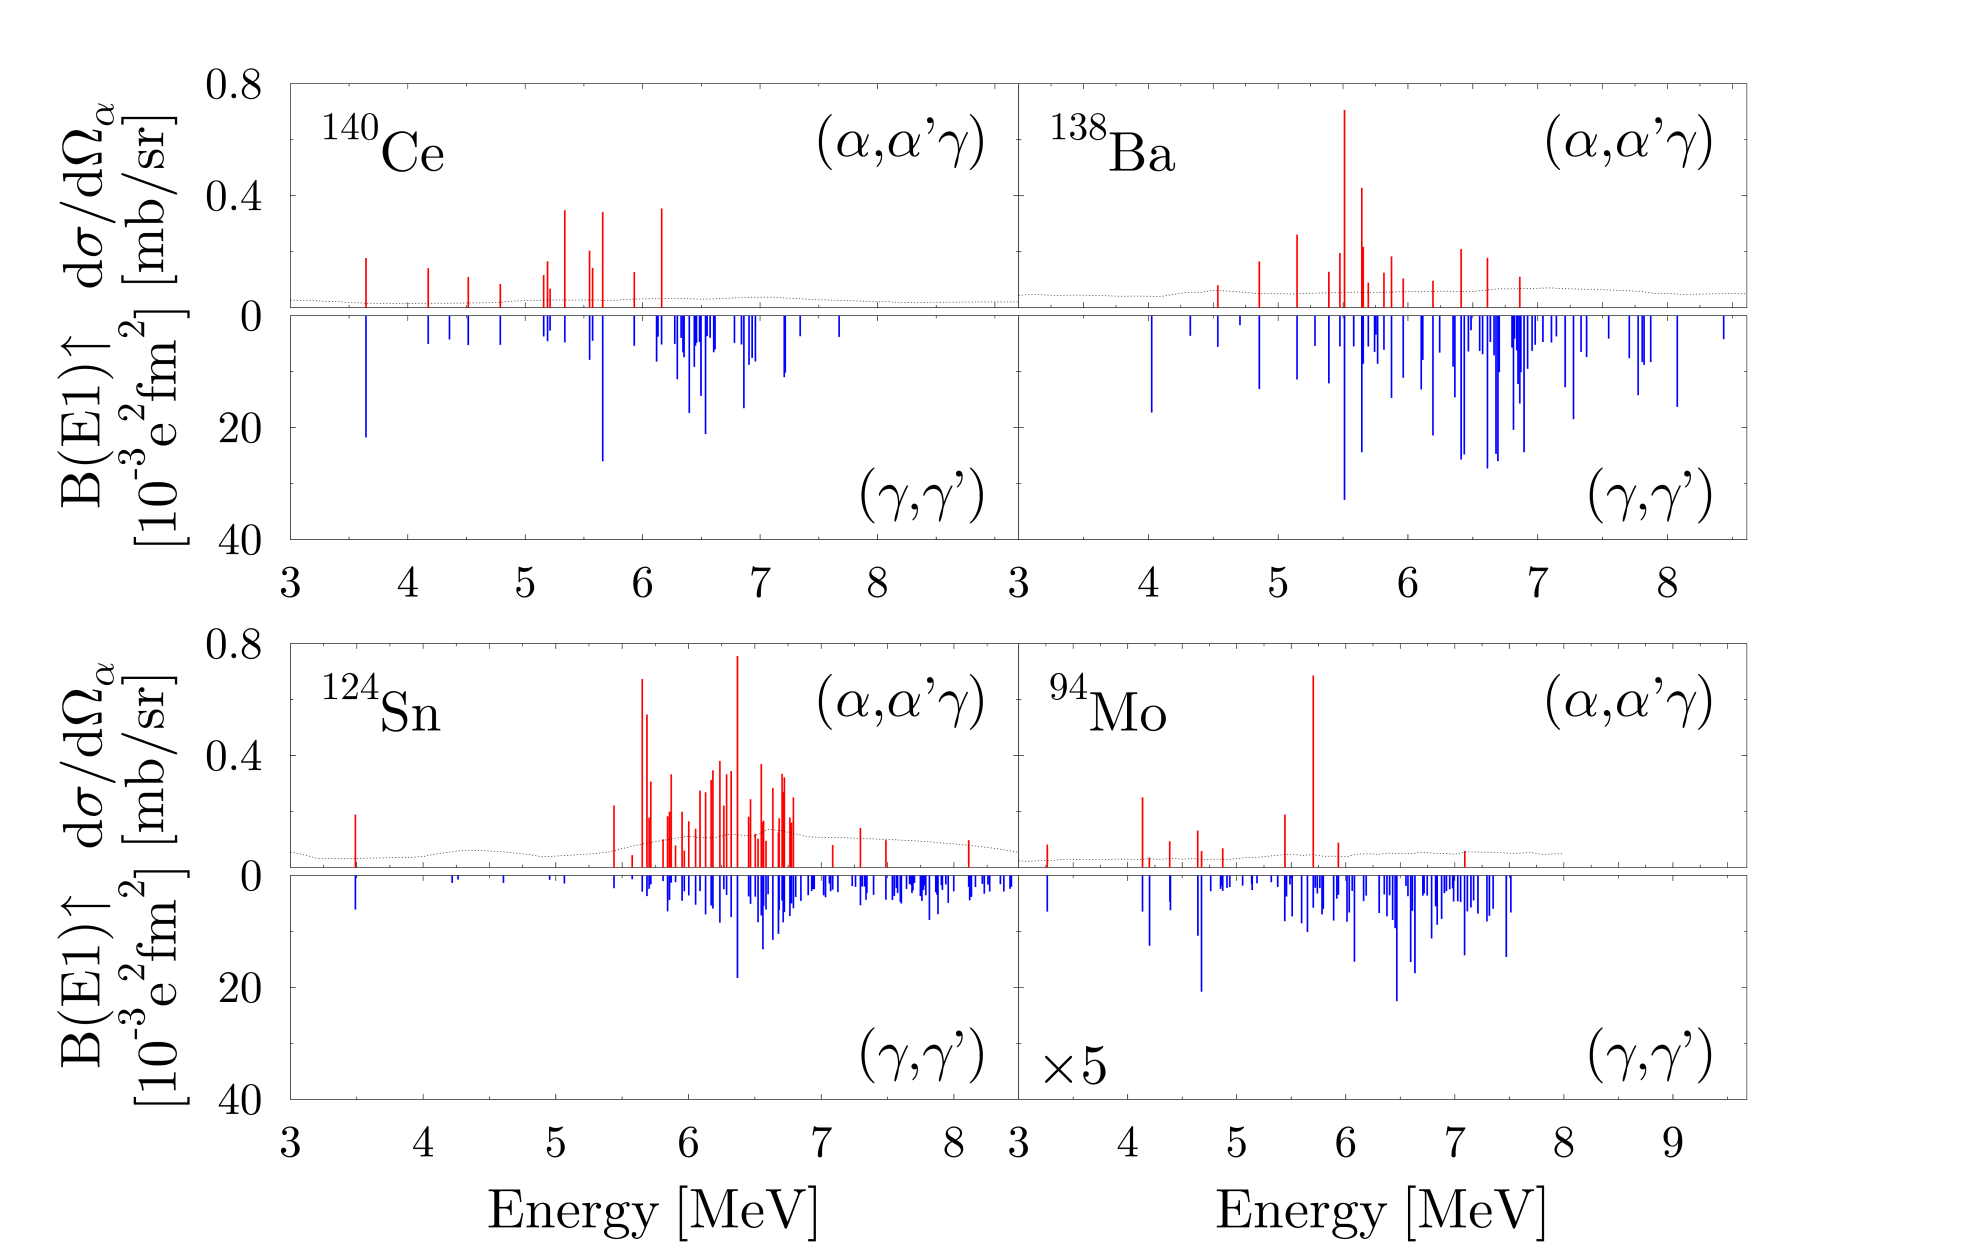 0.8
0.4
0
20
40
dσ/dΩα
[mb/sr]
B(E1)↑
[10⁻³e²fm²]
¹⁴⁰Ce
(α,α’γ)
(γ,γ’)
3 4 5 6 7 8
¹³⁸Ba
(α,α’γ)
(γ,γ’)
3 4 5 6 7 8
0.8
0.4
0
20
40
dσ/dΩα
[mb/sr]
B(E1)↑
[10⁻³e²fm²]
¹²⁴Sn
(α,α’γ)
(γ,γ’)
3 4 5 6 7 8
⁹⁴Mo
(α,α’γ)
×5
(γ,γ’)
3 4 5 6 7 8 9
Energy [MeV]
Energy [MeV]